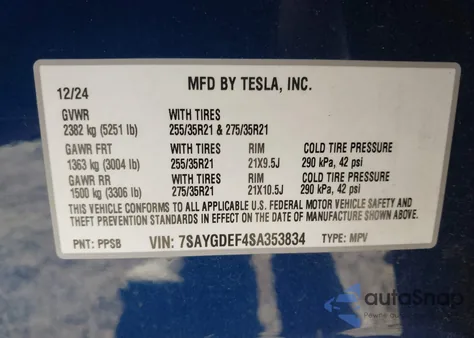 MFD BY TESLA, INC.
12/24
GVWR WITH TIRES
2382 kg (5251 lb) 255/35R21 & 275/35R21
GAWR FRT WITH TIRES RIM COLD TIRE PRESSURE
1363 kg (3004 lb) 255/35R21 21X9.5J 290 kPa, 42 psi
GAWR RR WITH TIRES RIM COLD TIRE PRESSURE
1500 kg (3306 lb) 275/35R21 21X10.5J 290 kPa, 42 psi
THIS VEHICLE CONFORMS TO ALL APPLICABLE U.S. FEDERAL MOTOR VEHICLE SAFETY AND
THEFT PREVENTION STANDARDS IN EFFECT ON THE DATE OF MANUFACTURE SHOWN ABOVE.
PNT: PPSB VIN: 7SAYGDEF4SA353834 TYPE: MPV
autoSnap